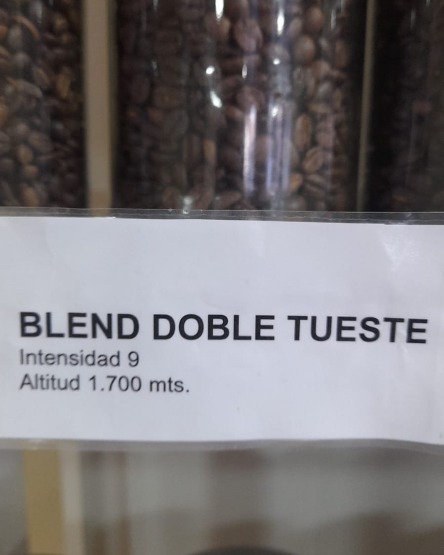 BLEND DOBLE TUESTE
Intensidad 9
Altitud 1.700 mts.